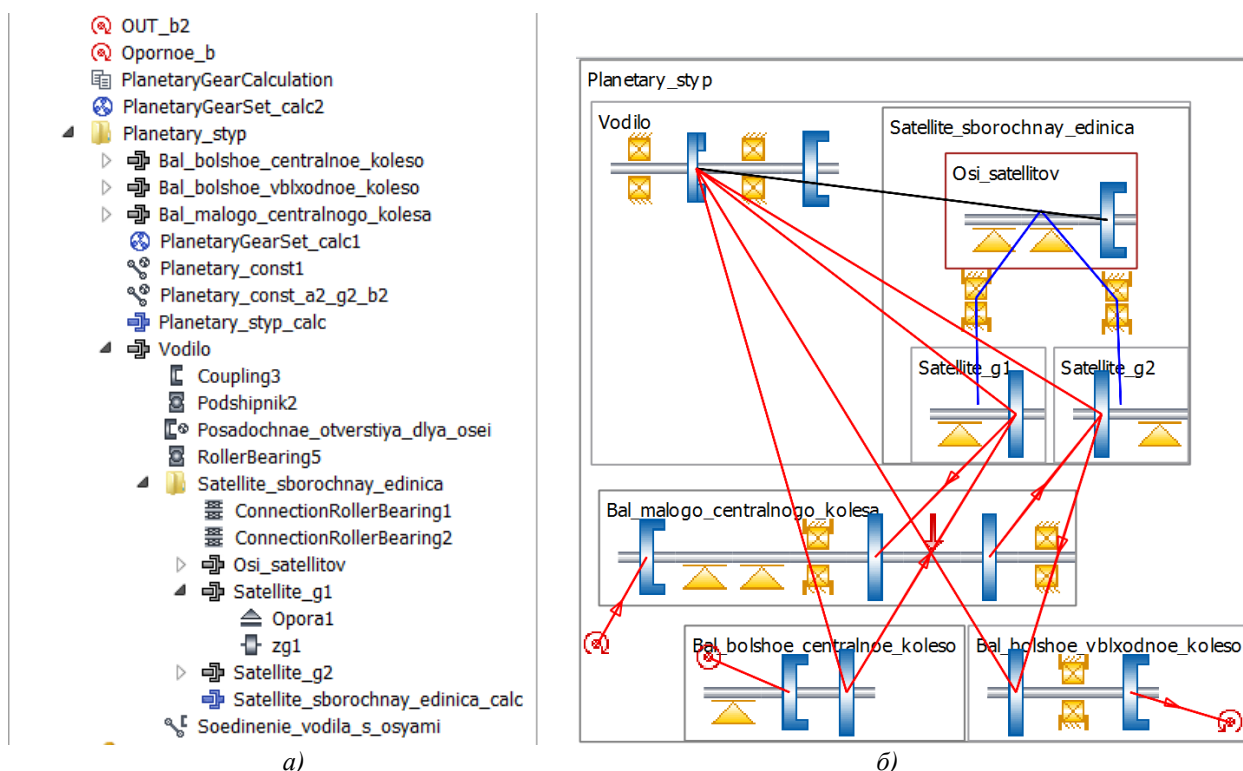 OUT_b2
Opornoe_b
PlanetaryGearCalculation
PlanetaryGearSet_calc2
Planetary_styp
Bal_bolshoe_centralnoe_koleso
Bal_bolshoe_vblxodnoe_koleso
Bal_malogo_centralnogo_kolesa
PlanetaryGearSet_calc1
Planetary_const1
Planetary_const_a2_g2_b2
Planetary_styp_calc
Vodilo
Coupling3
Podshipnik2
Posadochnae_otverstiya_dlya_osei
RollerBearing5
Satellite_sborochnay_edinica
ConnectionRollerBearing1
ConnectionRollerBearing2
Osi_satellitov
Satellite_g1
Opora1
zg1
Satellite_g2
Satellite_sborochnay_edinica_calc
Soedinenie_vodila_s_osyami
а)
Planetary_styp
Vodilo
Satellite_sborochnay_edinica
Osi_satellitov
Satellite_g1
Satellite_g2
Bal_malogo_centralnogo_kolesa
Bal_bolshoe_centralnoe_koleso
Bal_bolshoe_vblxodnoe_koleso
б)